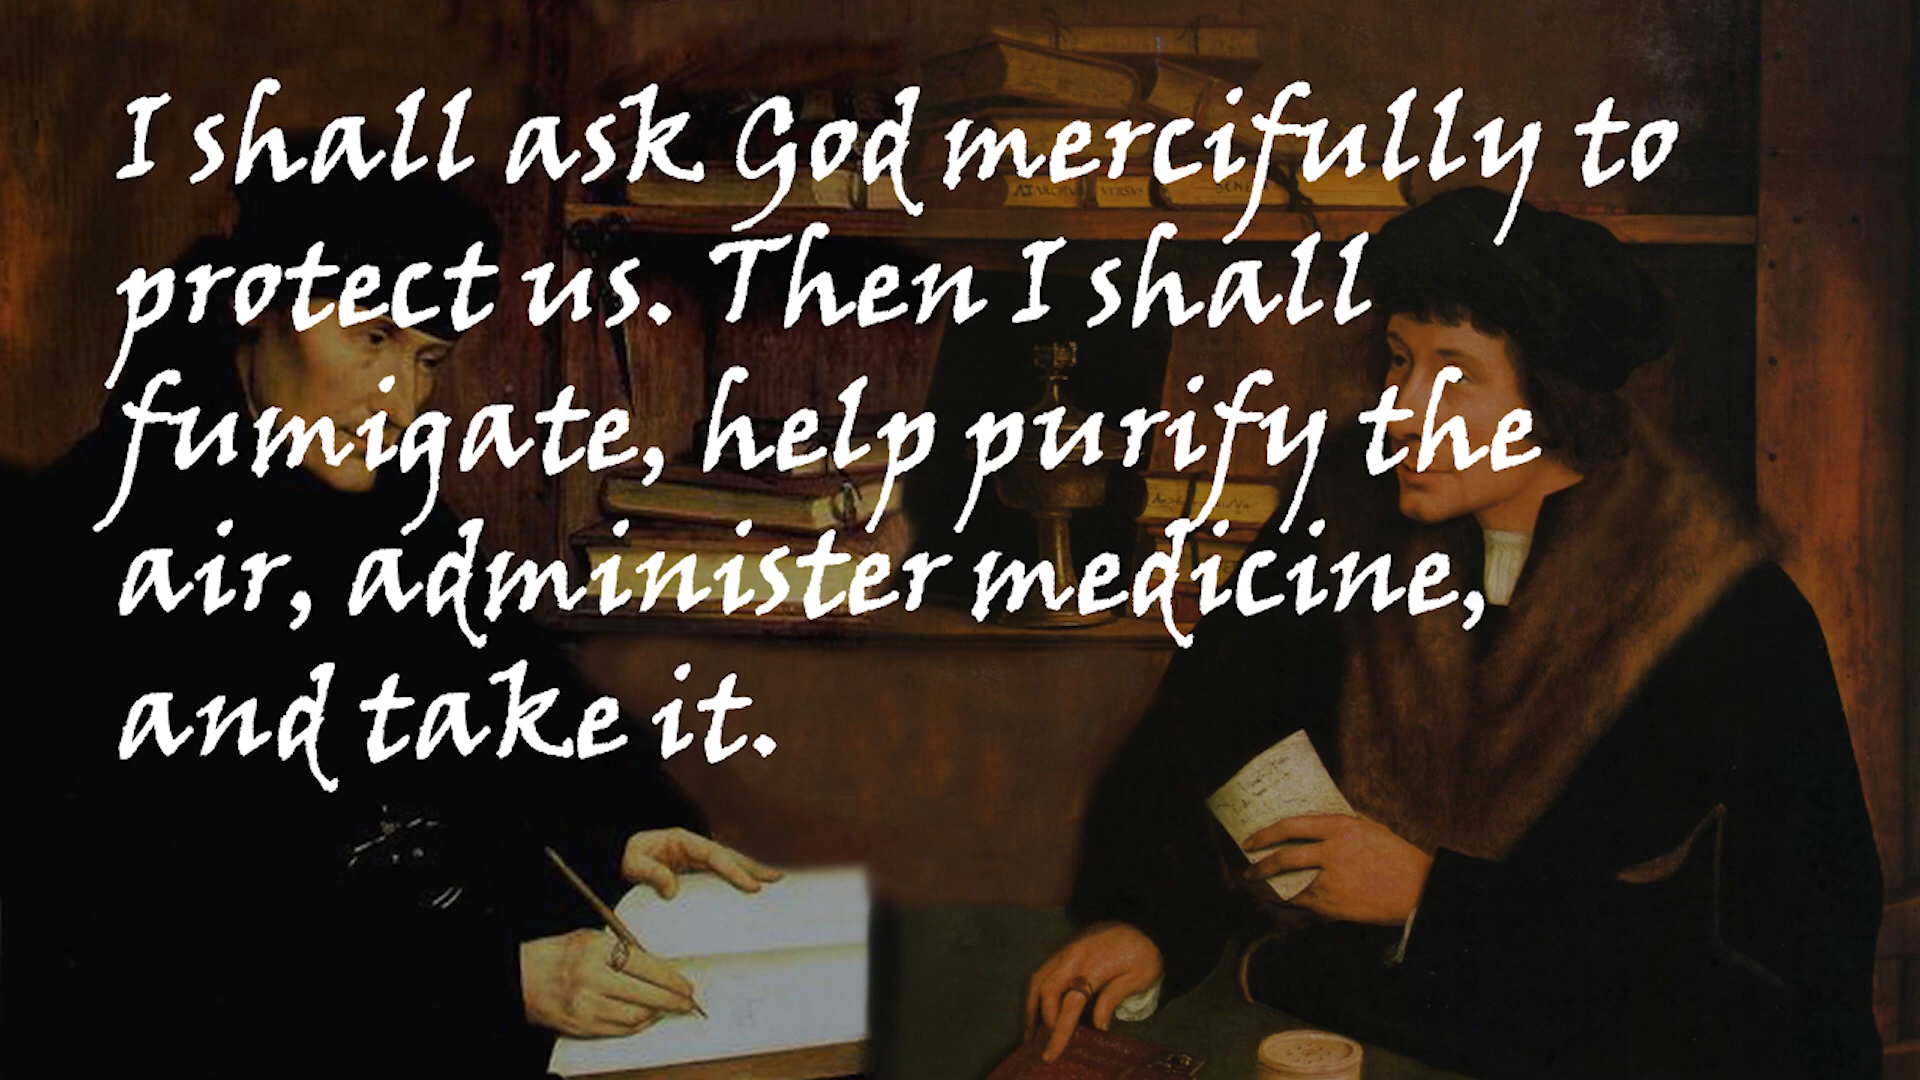 I shall ask God mercifully to
protect us. Then I shall
fumigate, help purify the
air, administer medicine,
and take it.